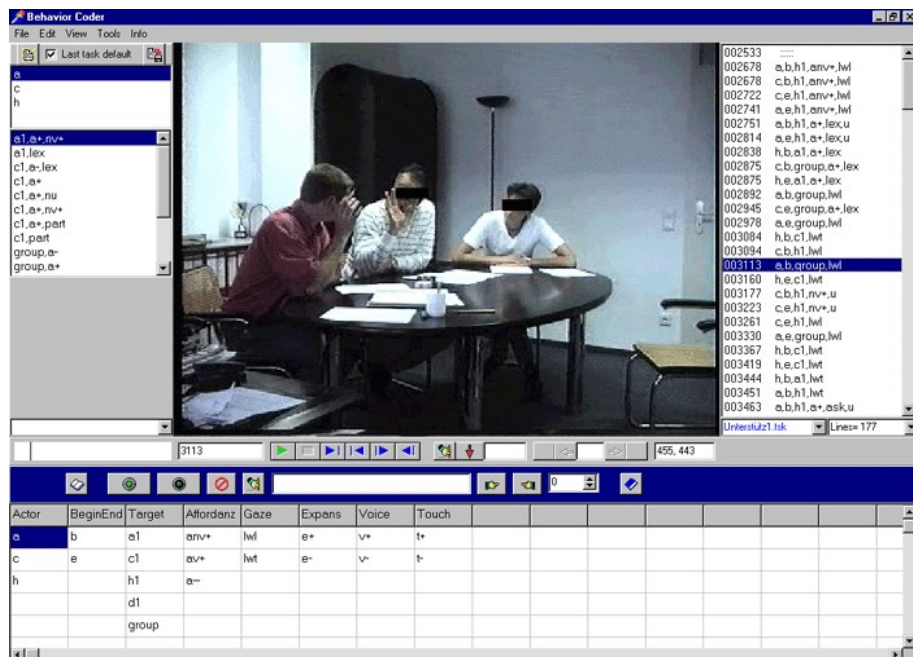 Behavior Coder
File Edit View Tools Info
Last task default
a
c
h
a1,a+,nv+
a1,lex
c1,a-,lex
c1,a+
c1,a+,nu
c1,a+,nv+
c1,a+,part
c1,part
group,a-
group,a+
002533 :::::
002678 a,b,h1,anv+,lwl
002678 c,b,h1,anv+,lwl
002722 c,e,h1,anv+,lwl
002741 a,e,h1,anv+,lwl
002751 a,b,h1,a+,lex,u
002814 a,e,h1,a+,lex,u
002838 h,b,a1,a+,lex
002875 c,b,group,a+,lex
002875 h,e,a1,a+,lex
002892 a,b,group,lwl
002945 c,e,group,a+,lex
002978 a,e,group,lwl
003084 h,b,c1,lwt
003094 c,b,h1,lwl
003113 a,b,group,lwl
003160 h,e,c1,lwt
003177 c,b,h1,nv+,u
003223 c,e,h1,nv+,u
003261 c,e,h1,lwl
003330 a,e,group,lwl
003367 h,b,c1,lwt
003419 h,e,c1,lwt
003444 h,b,a1,lwt
003451 a,b,h1,lwt
003463 a,b,h1,a+,ask,u
Unterstütz1.tsk Lines= 177
3113 455, 443
0
Actor BeginEnd Target Affordanz Gaze Expans Voice Touch
a b a1 anv+ lwl e+ v+ t+
c e c1 av+ lwt e- v- t-
h h1 a--
d1
group